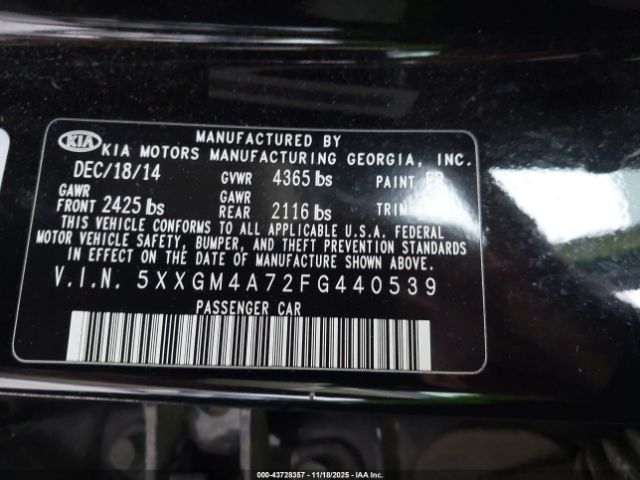 MANUFACTURED BY
KIA KIA MOTORS MANUFACTURING GEORGIA, INC.
DEC/18/14 GVWR 4365 lbs PAINT
GAWR GAWR
FRONT 2425 lbs REAR 2116 lbs TRIM
THIS VEHICLE CONFORMS TO ALL APPLICABLE U.S.A. FEDERAL
MOTOR VEHICLE SAFETY, BUMPER, AND THEFT PREVENTION STANDARDS
IN EFFECT ON THE DATE OF MANUFACTURE SHOWN ABOVE.
V.I.N. 5XXGM4A72FG440539
PASSENGER CAR
000-43728357 - 11/18/2025 - IAA Inc.